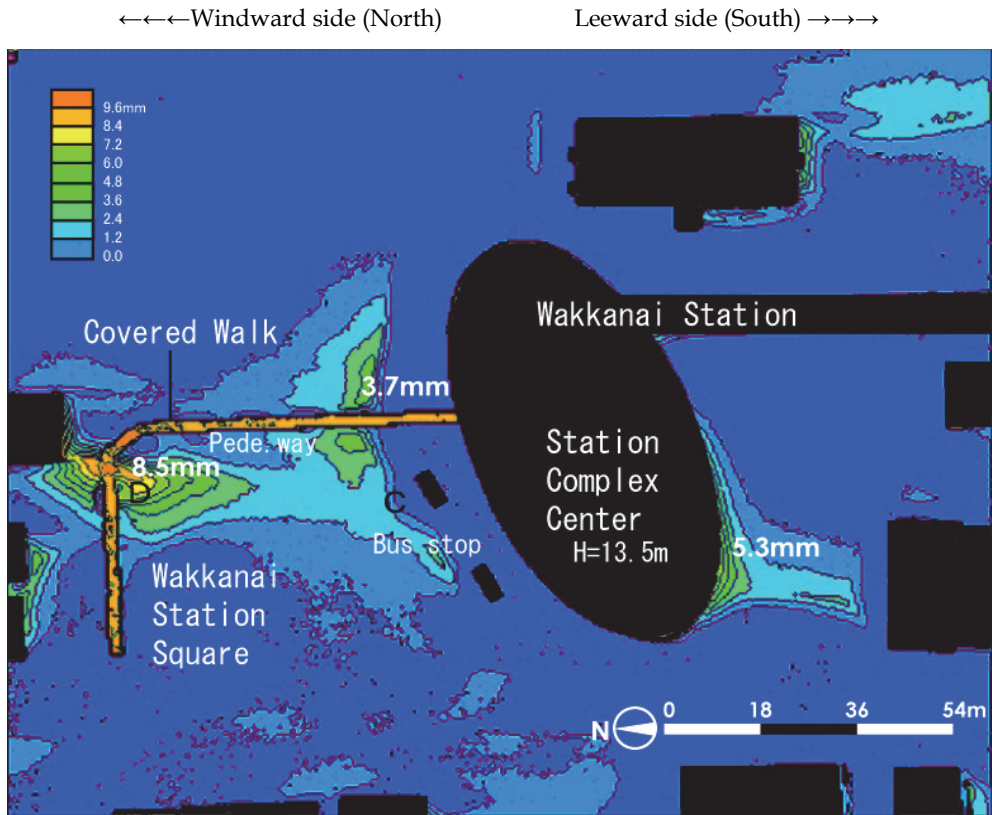 ←←←Windward side (North)
Leeward side (South) →→→
9.6mm
8.4
7.2
6.0
4.8
3.6
2.4
1.2
0.0
Wakkanai Station
Covered Walk
3.7mm
Pede.way
8.5mm
D
C
Bus stop
Station
Complex
Center
H=13.5m
5.3mm
Wakkanai
Station
Square
N
0 18 36 54m